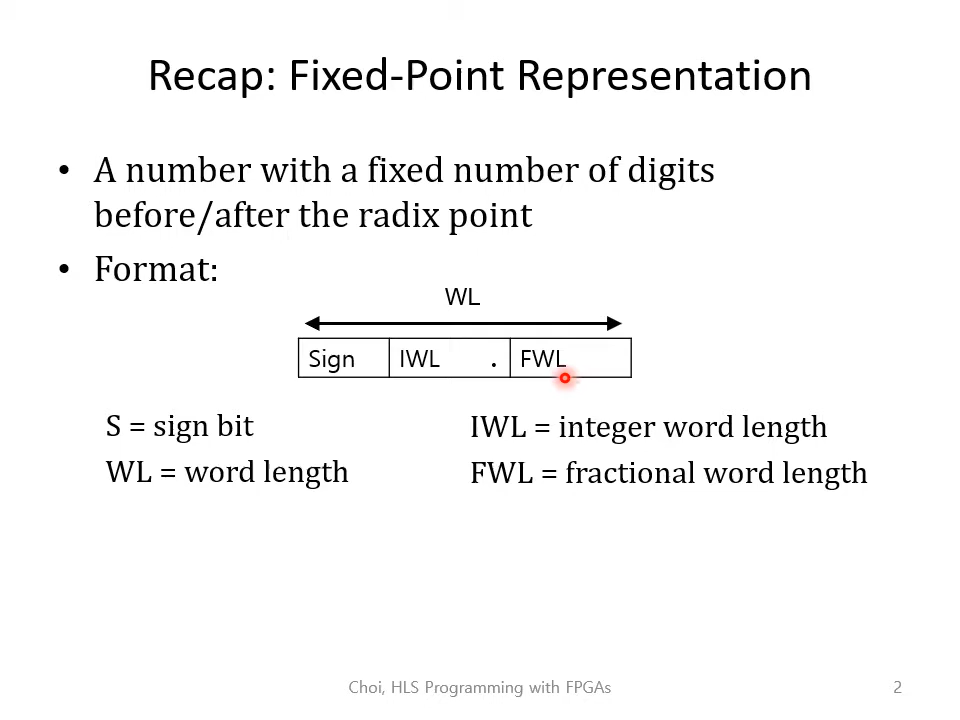 Recap: Fixed-Point Representation
• A number with a fixed number of digits
before/after the radix point
• Format:
WL
Sign IWL . FWL
S = sign bit IWL = integer word length
WL = word length FWL = fractional word length
Choi, HLS Programming with FPGAs 2